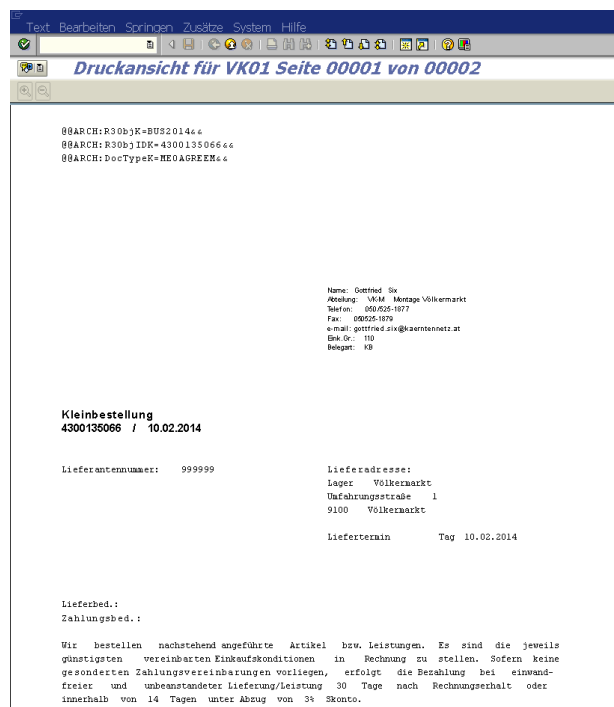 Text Bearbeiten Springen Zusätze System Hilfe
Druckansicht für VK01 Seite 00001 von 00002
@@ARCH:R3ObjK=BUS2014&&
@@ARCH:R3ObjIDK=4300135066&&
@@ARCH:DocTypeK=MEOAGREEM&&
Name: Gottfried Six
Abteilung: VK-M Montage Völkermarkt
Telefon: 050/525-1877
Fax: 050525-1879
e-mail: gottfried.six@kaerntennetz.at
Eink.Gr.: 110
Belegart: KB
Kleinbestellung
4300135066 / 10.02.2014
Lieferantennummer: 999999
Lieferadresse:
Lager Völkermarkt
Umfahrungsstraße 1
9100 Völkermarkt
Liefertermin Tag 10.02.2014
Lieferbed.:
Zahlungsbed.:
Wir bestellen nachstehend angeführte Artikel bzw. Leistungen. Es sind die jeweils
günstigsten vereinbarten Einkaufskonditionen in Rechnung zu stellen. Sofern keine
gesonderten Zahlungsvereinbarungen vorliegen, erfolgt die Bezahlung bei einwand-
freier und unbeanstandeter Lieferung/Leistung 30 Tage nach Rechnungserhalt oder
innerhalb von 14 Tagen unter Abzug von 3% Skonto.